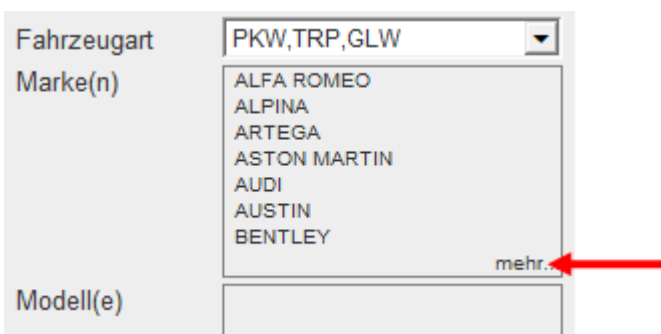 Fahrzeugart PKW,TRP,GLW
Marke(n) ALFA ROMEO
ALPINA
ARTEGA
ASTON MARTIN
AUDI
AUSTIN
BENTLEY
mehr...
Modell(e)